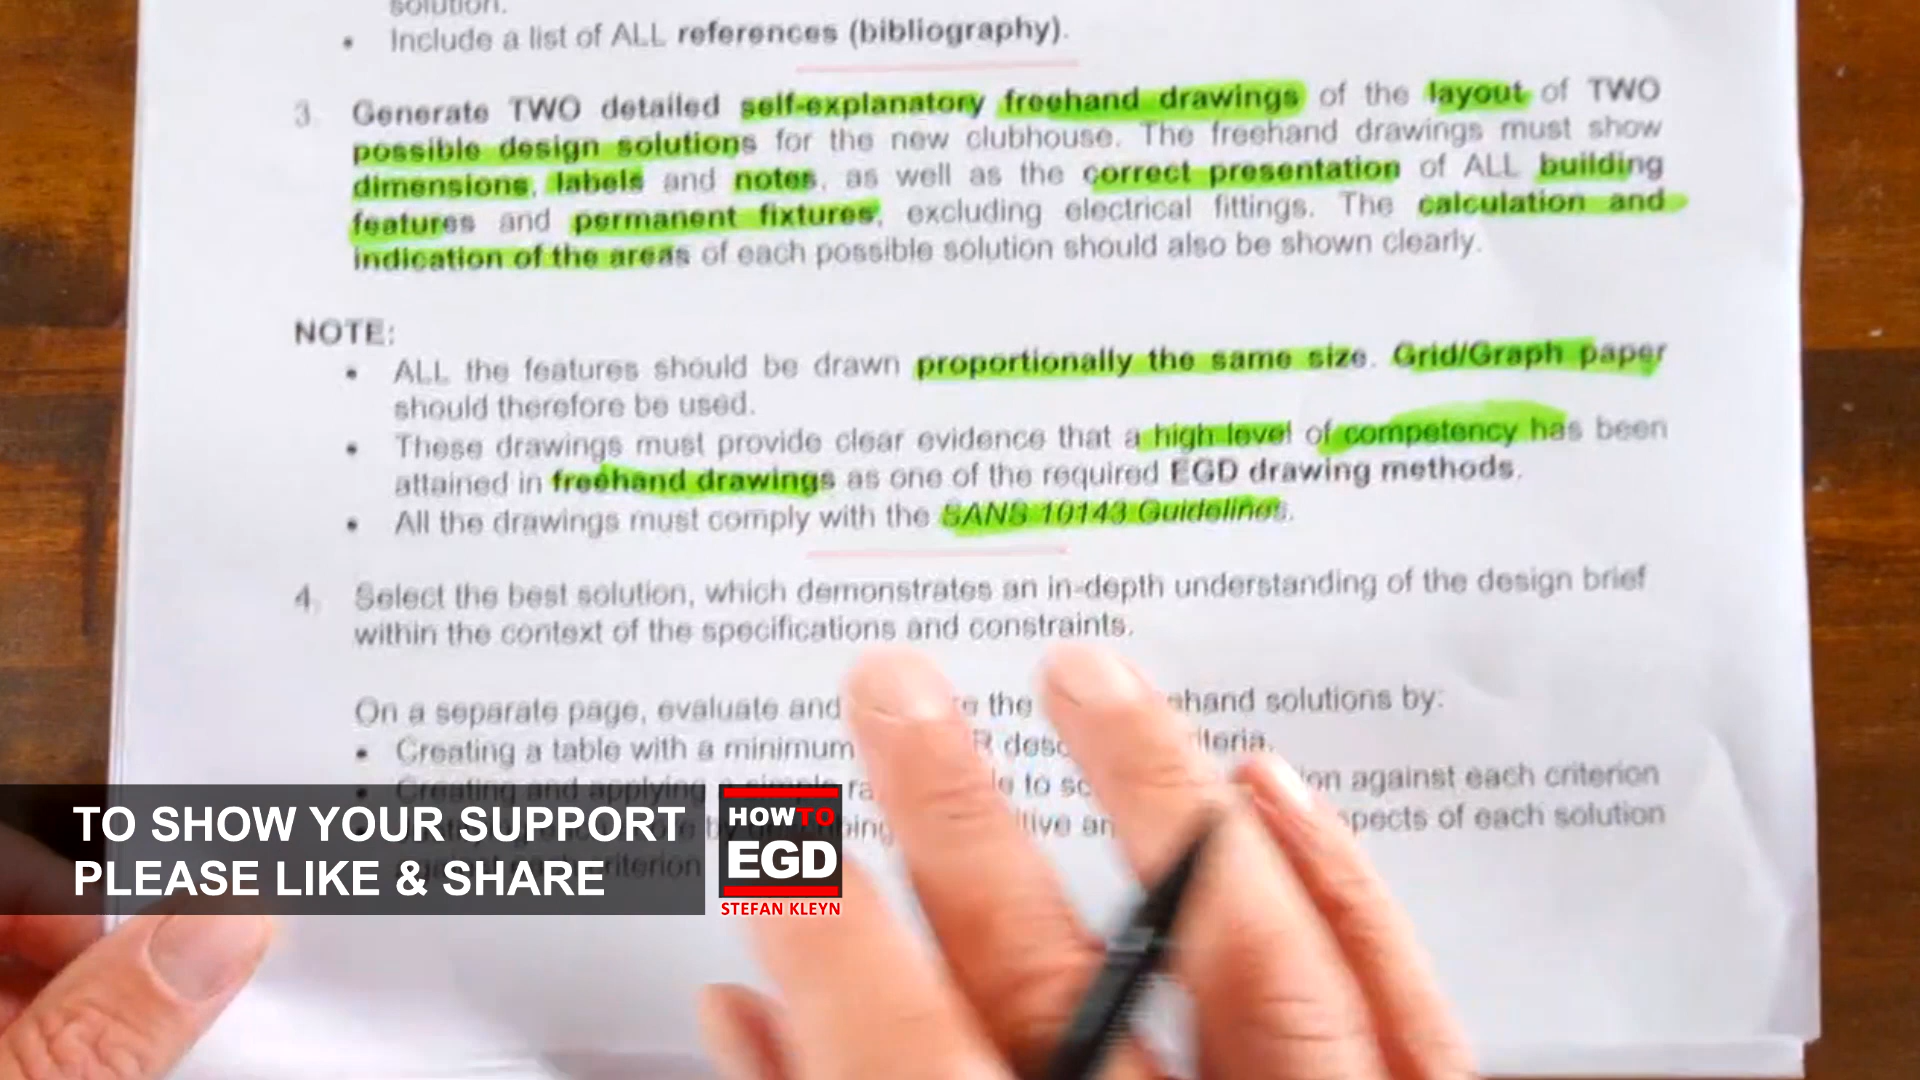 solution.
• Include a list of ALL references (bibliography).
3. Generate TWO detailed self-explanatory freehand drawings of the layout of TWO
possible design solutions for the new clubhouse. The freehand drawings must show
dimensions, labels and notes, as well as the correct presentation of ALL building
features and permanent fixtures, excluding electrical fittings. The calculation and
indication of the areas of each possible solution should also be shown clearly.
NOTE:
• ALL the features should be drawn proportionally the same size. Grid/Graph paper
should therefore be used.
• These drawings must provide clear evidence that a high level of competency has been
attained in freehand drawings as one of the required EGD drawing methods.
• All the drawings must comply with the SANS 10143 Guidelines.
4. Select the best solution, which demonstrates an in-depth understanding of the design brief
within the context of the specifications and constraints.
On a separate page, evaluate and the hand solutions by:
• Creating a table with a minimum
• Creating and applying a simple to against each criterion
of each solution
criterion
TO SHOW YOUR SUPPORT
PLEASE LIKE & SHARE
HOWTO
EGD
STEFAN KLEYN